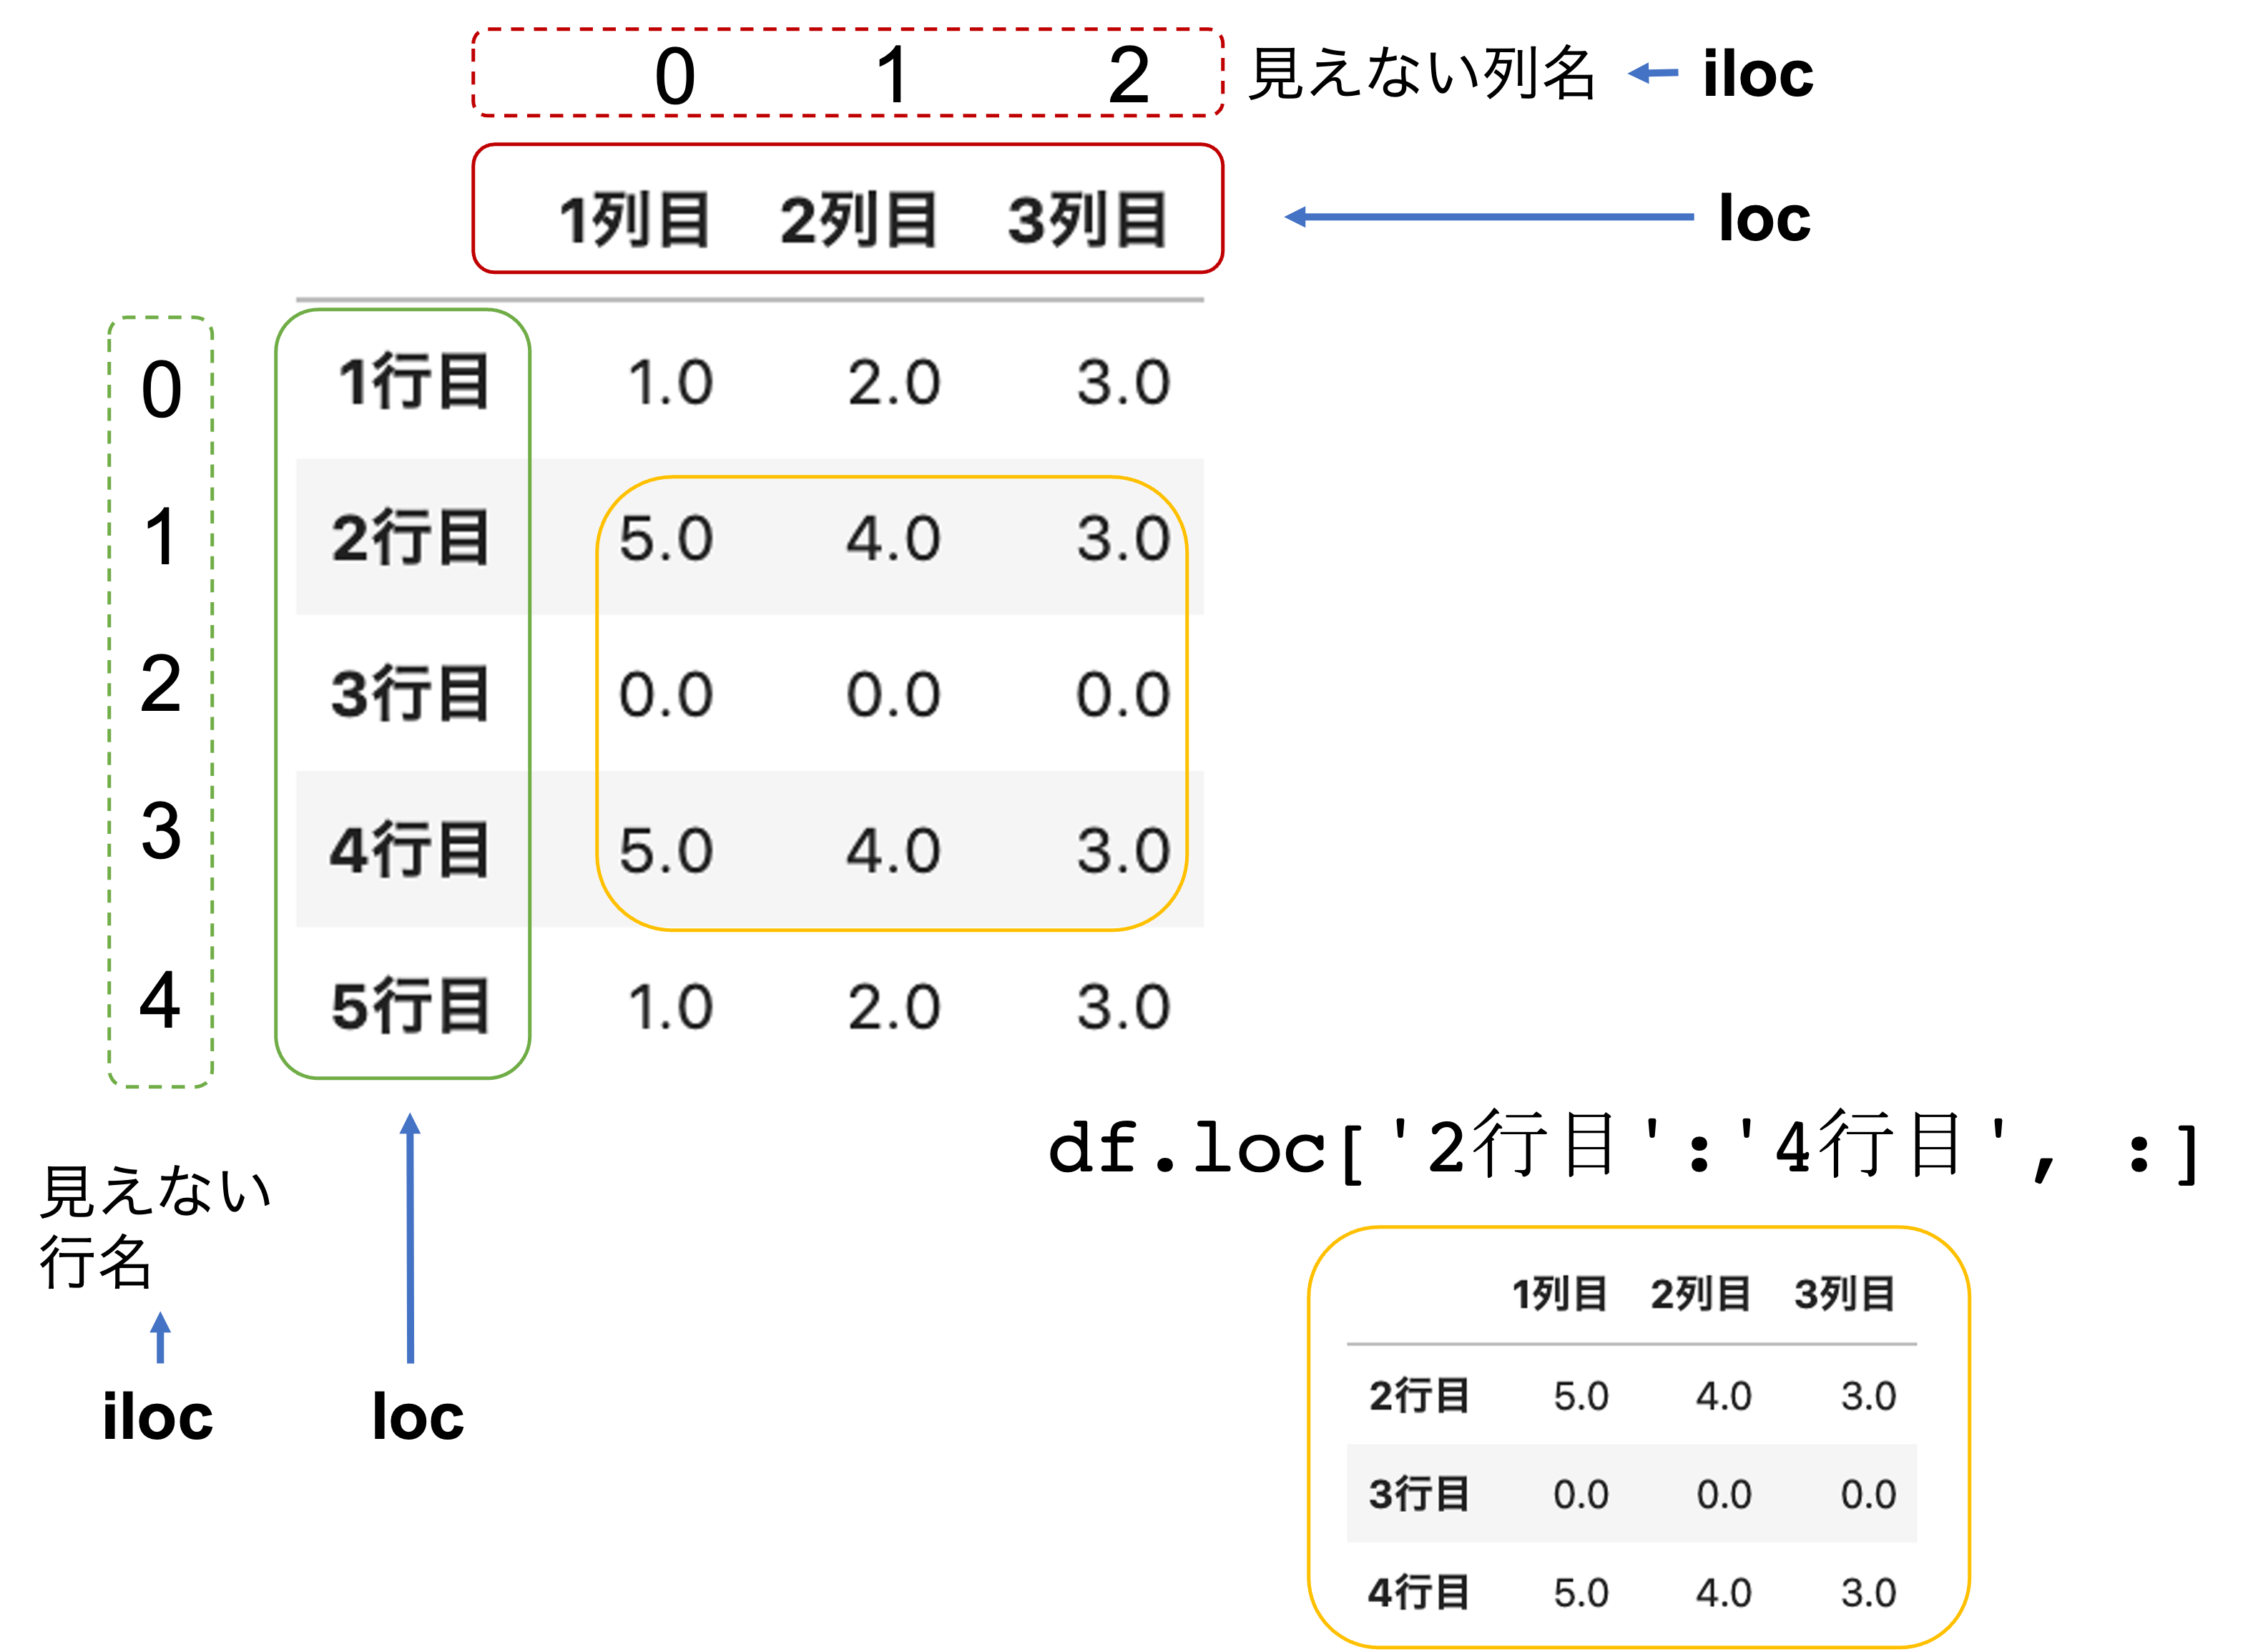 0 1 2 見えない列名 iloc
1列目 2列目 3列目 loc
0 1行目 1.0 2.0 3.0
1 2行目 5.0 4.0 3.0
2 3行目 0.0 0.0 0.0
3 4行目 5.0 4.0 3.0
4 5行目 1.0 2.0 3.0
見えない
行名
iloc loc
df.loc['2行目':'4行目', :]
1列目 2列目 3列目
2行目 5.0 4.0 3.0
3行目 0.0 0.0 0.0
4行目 5.0 4.0 3.0